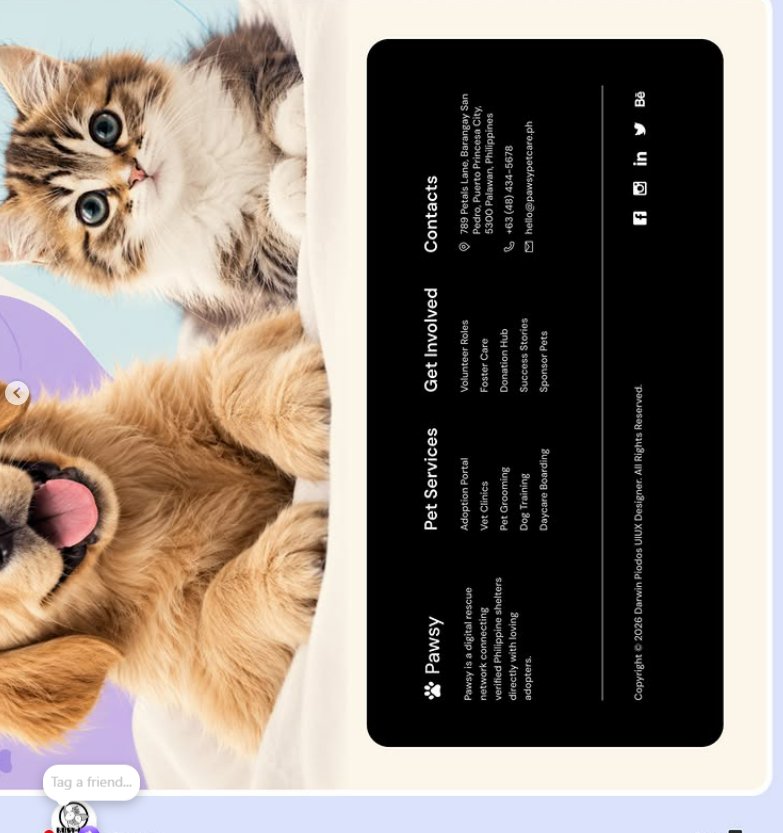 Pawsy
Pawsy is a digital rescue
network connecting
verified Philippine shelters
directly with loving
adopters.
Pet Services
Adoption Portal
Vet Clinics
Pet Grooming
Dog Training
Daycare Boarding
Get Involved
Volunteer Roles
Foster Care
Donation Hub
Success Stories
Sponsor Pets
Contacts
789 Petals Lane, Barangay San
Pedro, Puerto Princesa City,
5300 Palawan, Philippines
+63 (48) 434-5678
hello@pawsypetcare.ph
Copyright © 2026 Darwin Piodos UIUX Designer. All Rights Reserved.
in
Bē
Tag a friend...